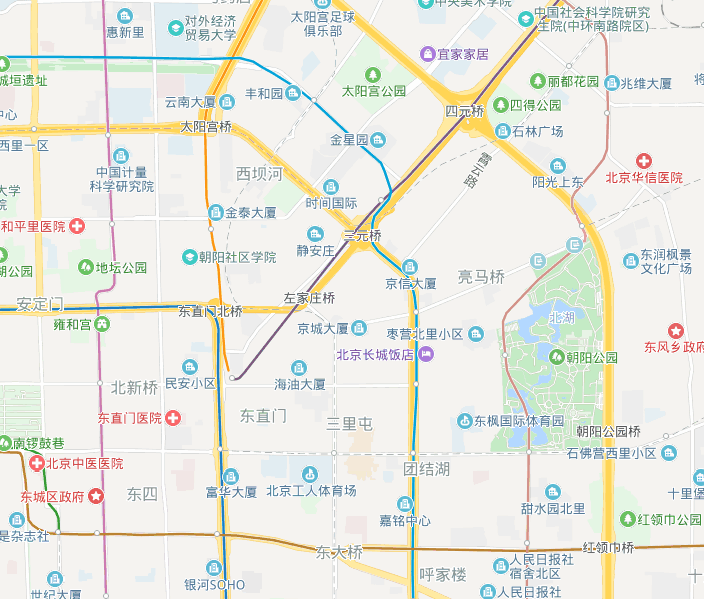 太阳宫足球
俱乐部
中央美术学院
中国社会科学院研究
生院(中环南路院区)
惠新里
对外经济
贸易大学
宜家家居
城垣遗址
太阳宫公园
丽都花园
兆维大厦
将
云南大厦
丰和园
四得公园
四元桥
中心
太阳宫桥
石林广场
西里一区
金星园
中国计量
科学研究院
霄云路
北京华信医院
西坝河
阳光上东
大学
院
时间国际
金泰大厦
和平里医院
静安庄
三元桥
朝阳社区学院
东润枫景
文化广场
湖公园
地坛公园
亮马桥
京信大厦
左家庄桥
安定门
东直门北桥
北湖
雍和宫
京城大厦
枣营北里小区
东风乡政府
北京长城饭店
朝阳公园
民安小区
海油大厦
北新桥
东直门医院
东直门
三里屯
东枫国际体育园
朝阳公园桥
南锣鼓巷
石佛营西里小区
北京中医医院
团结湖
富华大厦
北京工人体育场
东城区政府
东四
十里堡
甜水园北里
嘉铭中心
红领巾公园
是杂志社
东大桥
红领巾桥
人民日报社
宿舍北区
世纪大厦
银河SOHO
呼家楼
十
人民日报社